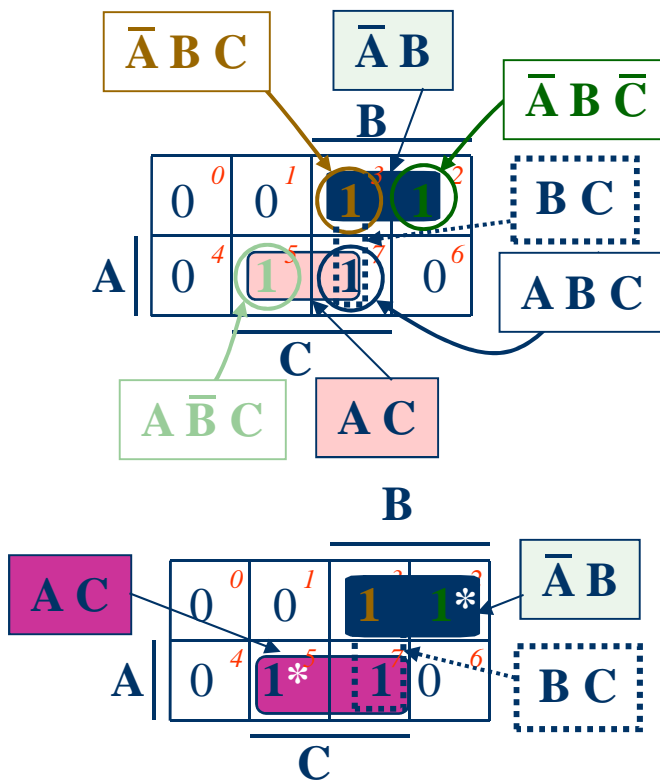 A̅ B C
A̅ B
A̅ B C̅
B
0 0 0 1 1 3 1 2
B C
A 0 4 1 5 1 7 0 6
A B C
C
A B̅ C
A C
B
A C
0 0 0 1 1 3 1* 2
A̅ B
A 0 4 1* 5 1 7 0 6
B C
C